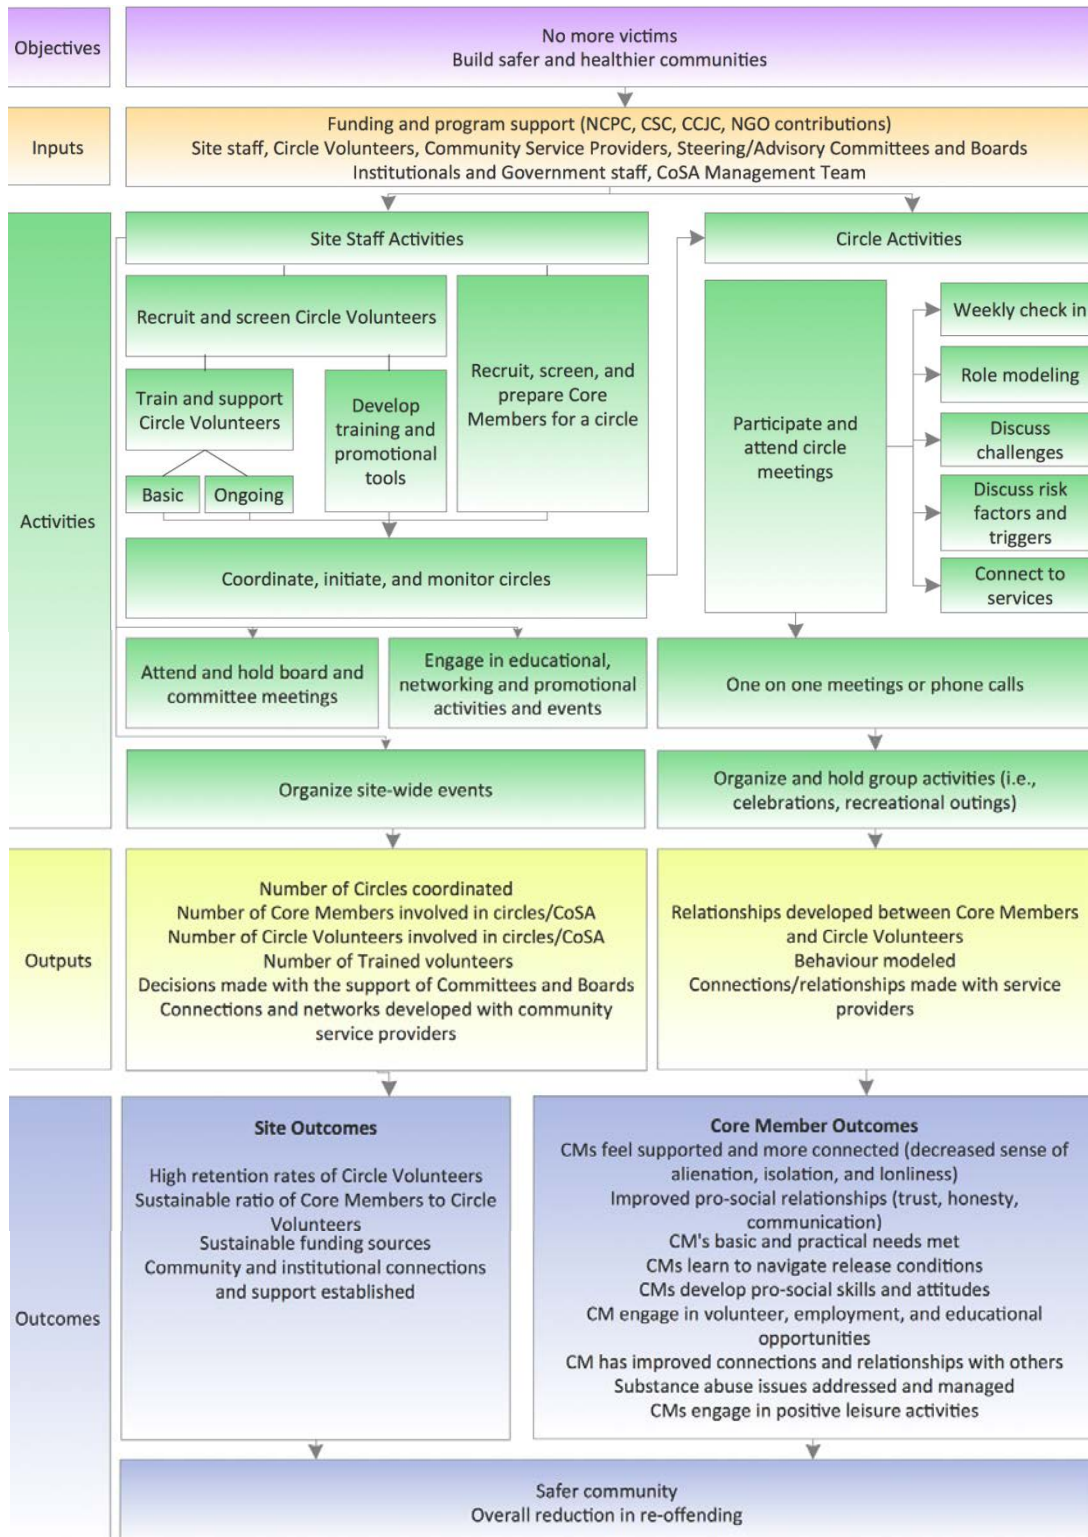 Objectives
No more victims
Build safer and healthier communities
Inputs
Funding and program support (NCPC, CSC, CCJC, NGO contributions)
Site staff, Circle Volunteers, Community Service Providers, Steering/Advisory Committees and Boards
Institutionals and Government staff, CoSA Management Team
Activities
Site Staff Activities
Recruit and screen Circle Volunteers
Train and support
Circle Volunteers
Basic
Ongoing
Develop
training and
promotional
tools
Recruit, screen, and
prepare Core
Members for a circle
Coordinate, initiate, and monitor circles
Attend and hold board and
committee meetings
Engage in educational,
networking and promotional
activities and events
Organize site-wide events
Circle Activities
Participate and
attend circle
meetings
Weekly check in
Role modeling
Discuss
challenges
Discuss risk
factors and
triggers
Connect to
services
One on one meetings or phone calls
Organize and hold group activities (i.e.,
celebrations, recreational outings)
Outputs
Number of Circles coordinated
Number of Core Members involved in circles/CoSA
Number of Circle Volunteers involved in circles/CoSA
Number of Trained volunteers
Decisions made with the support of Committees and Boards
Connections and networks developed with community
service providers
Relationships developed between Core Members
and Circle Volunteers
Behaviour modeled
Connections/relationships made with service
providers
Outcomes
Site Outcomes
High retention rates of Circle Volunteers
Sustainable ratio of Core Members to Circle
Volunteers
Sustainable funding sources
Community and institutional connections
and support established
Core Member Outcomes
CMs feel supported and more connected (decreased sense of
alienation, isolation, and lonliness)
Improved pro-social relationships (trust, honesty,
communication)
CM's basic and practical needs met
CMs learn to navigate release conditions
CMs develop pro-social skills and attitudes
CM engage in volunteer, employment, and educational
opportunities
CM has improved connections and relationships with others
Substance abuse issues addressed and managed
CMs engage in positive leisure activities
Safer community
Overall reduction in re-offending